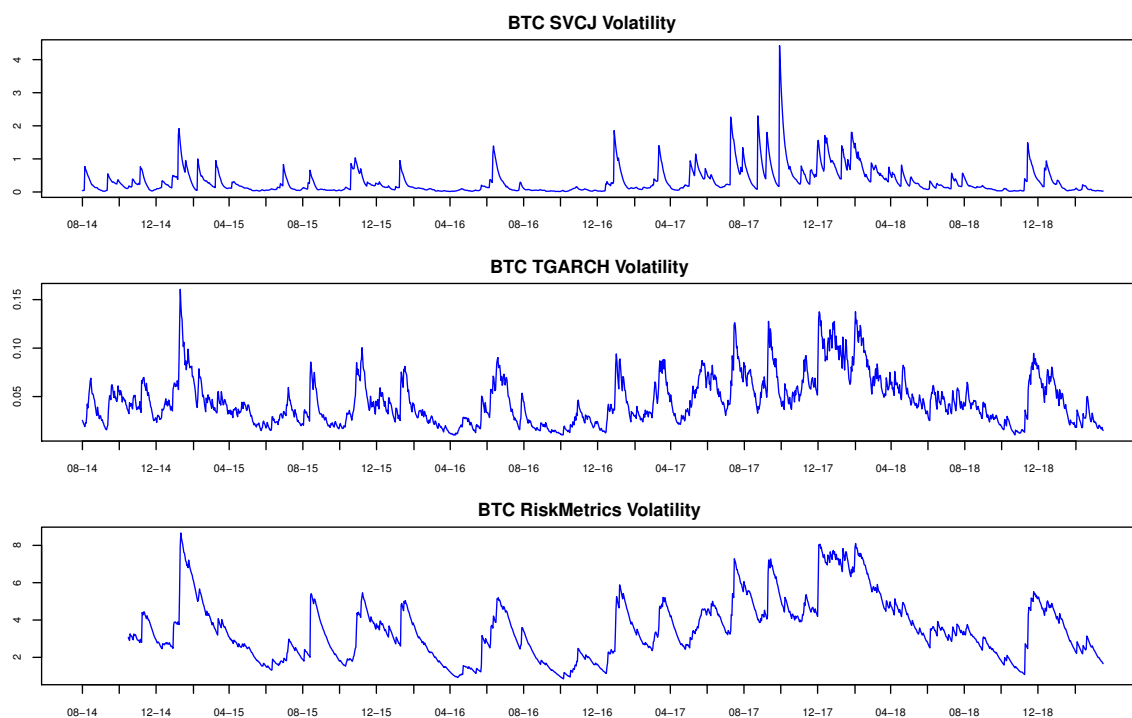 BTC SVCJ Volatility
4
3
2
1
0
08−14 12−14 04−15 08−15 12−15 04−16 08−16 12−16 04−17 08−17 12−17 04−18 08−18 12−18
BTC TGARCH Volatility
0.15
0.10
0.05
08−14 12−14 04−15 08−15 12−15 04−16 08−16 12−16 04−17 08−17 12−17 04−18 08−18 12−18
BTC RiskMetrics Volatility
8
6
4
2
08−14 12−14 04−15 08−15 12−15 04−16 08−16 12−16 04−17 08−17 12−17 04−18 08−18 12−18